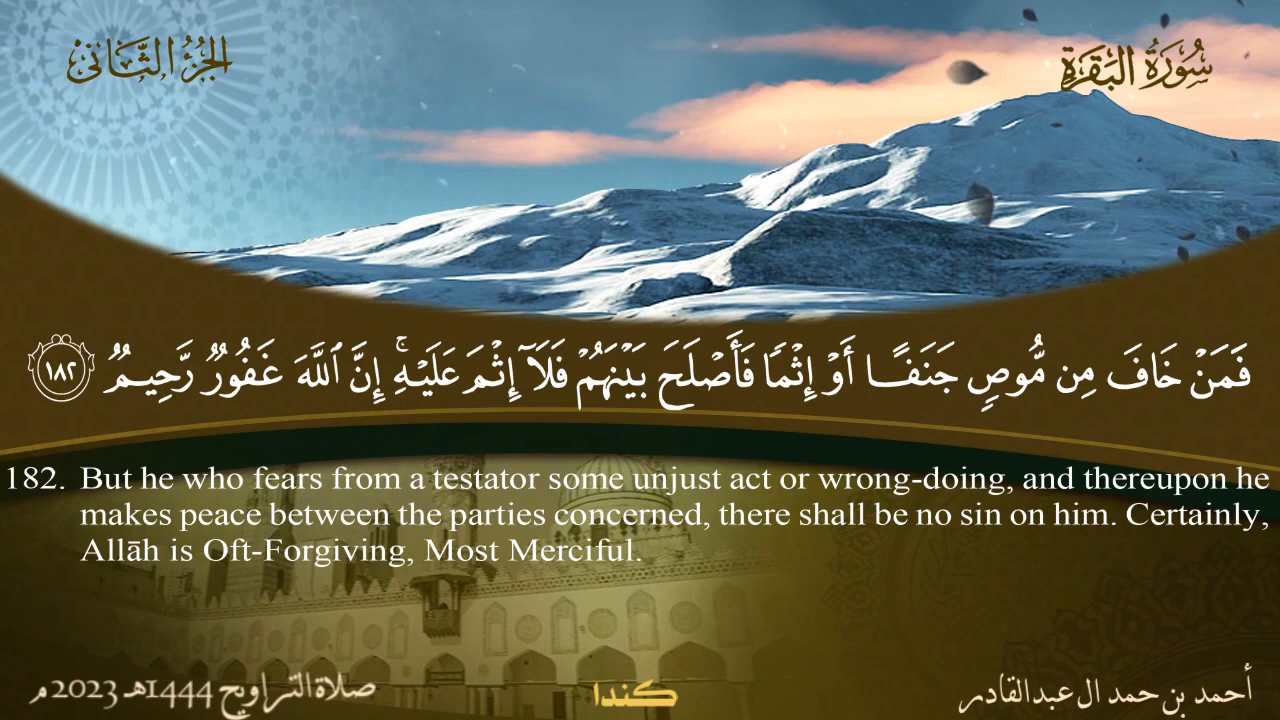 سُورَةُ البَقَرَةِ
الجُزْءُ الثَّانِى
فَمَنْ خَافَ مِن مُّوصٍ جَنَفًا أَوْ إِثْمًا فَأَصْلَحَ بَيْنَهُمْ فَلَآ إِثْمَ عَلَيْهِ ۚ إِنَّ ٱللَّهَ غَفُورٌ رَّحِيمٌ ١٨٢
182. But he who fears from a testator some unjust act or wrong-doing, and thereupon he
makes peace between the parties concerned, there shall be no sin on him. Certainly,
Allāh is Oft-Forgiving, Most Merciful.
أحمد بن حمد ال عبدالقادر
كندا
صلاة التراويح 1444هـ 2023 م